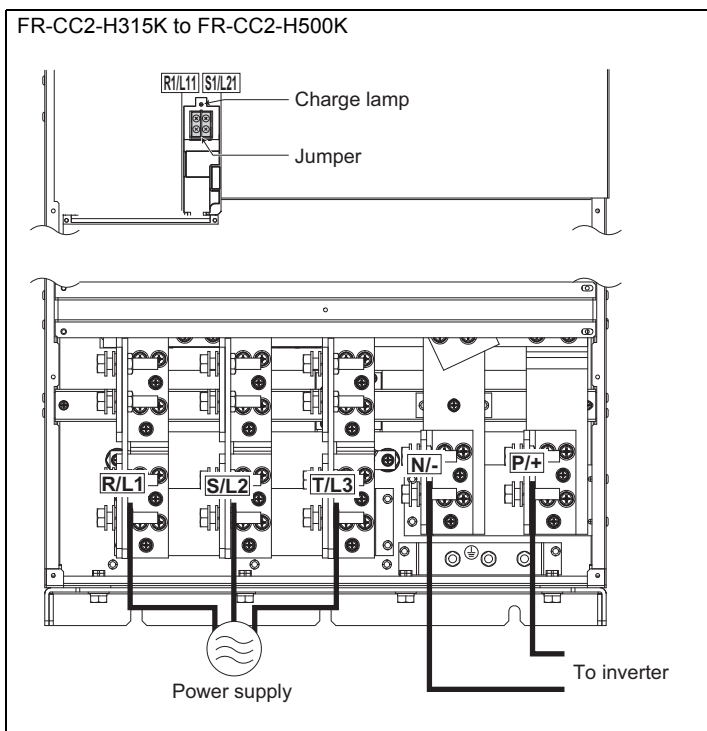 FR-CC2-H315K to FR-CC2-H500K
R1/L11 S1/L21
Charge lamp
Jumper
R/L1 S/L2 T/L3 N/- P/+
Power supply
To inverter